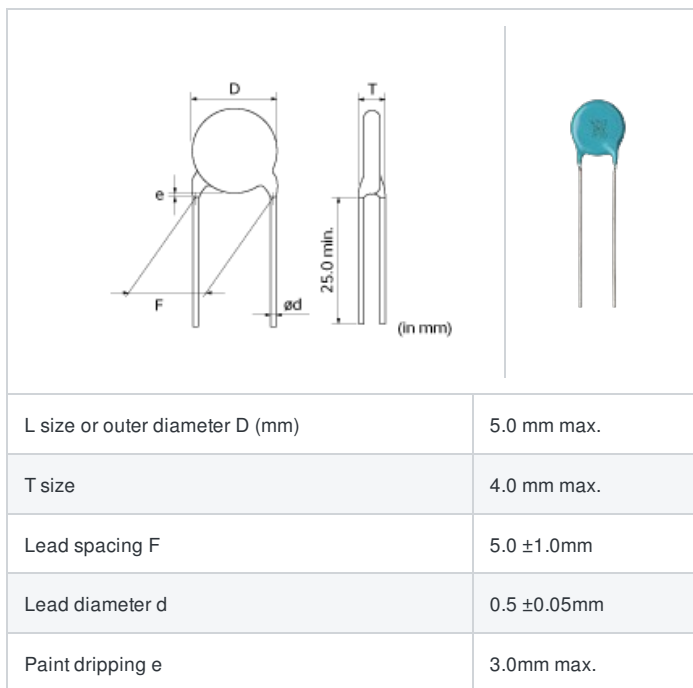 D
T
e
25.0 min.
F
ød
(in mm)
L size or outer diameter D (mm)
5.0 mm max.
T size
4.0 mm max.
Lead spacing F
5.0 ±1.0mm
Lead diameter d
0.5 ±0.05mm
Paint dripping e
3.0mm max.